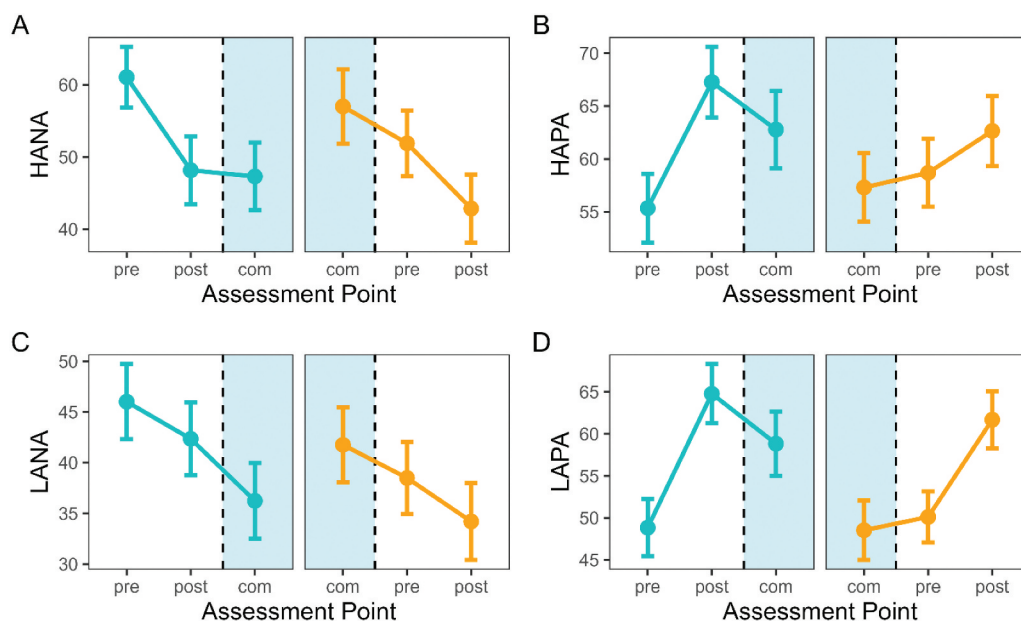 A
HANA
60
50
40
pre post com com pre post
Assessment Point
B
HAPA
70
65
60
55
pre post com com pre post
Assessment Point
C
LANA
50
45
40
35
30
pre post com com pre post
Assessment Point
D
LAPA
65
60
55
50
45
pre post com com pre post
Assessment Point